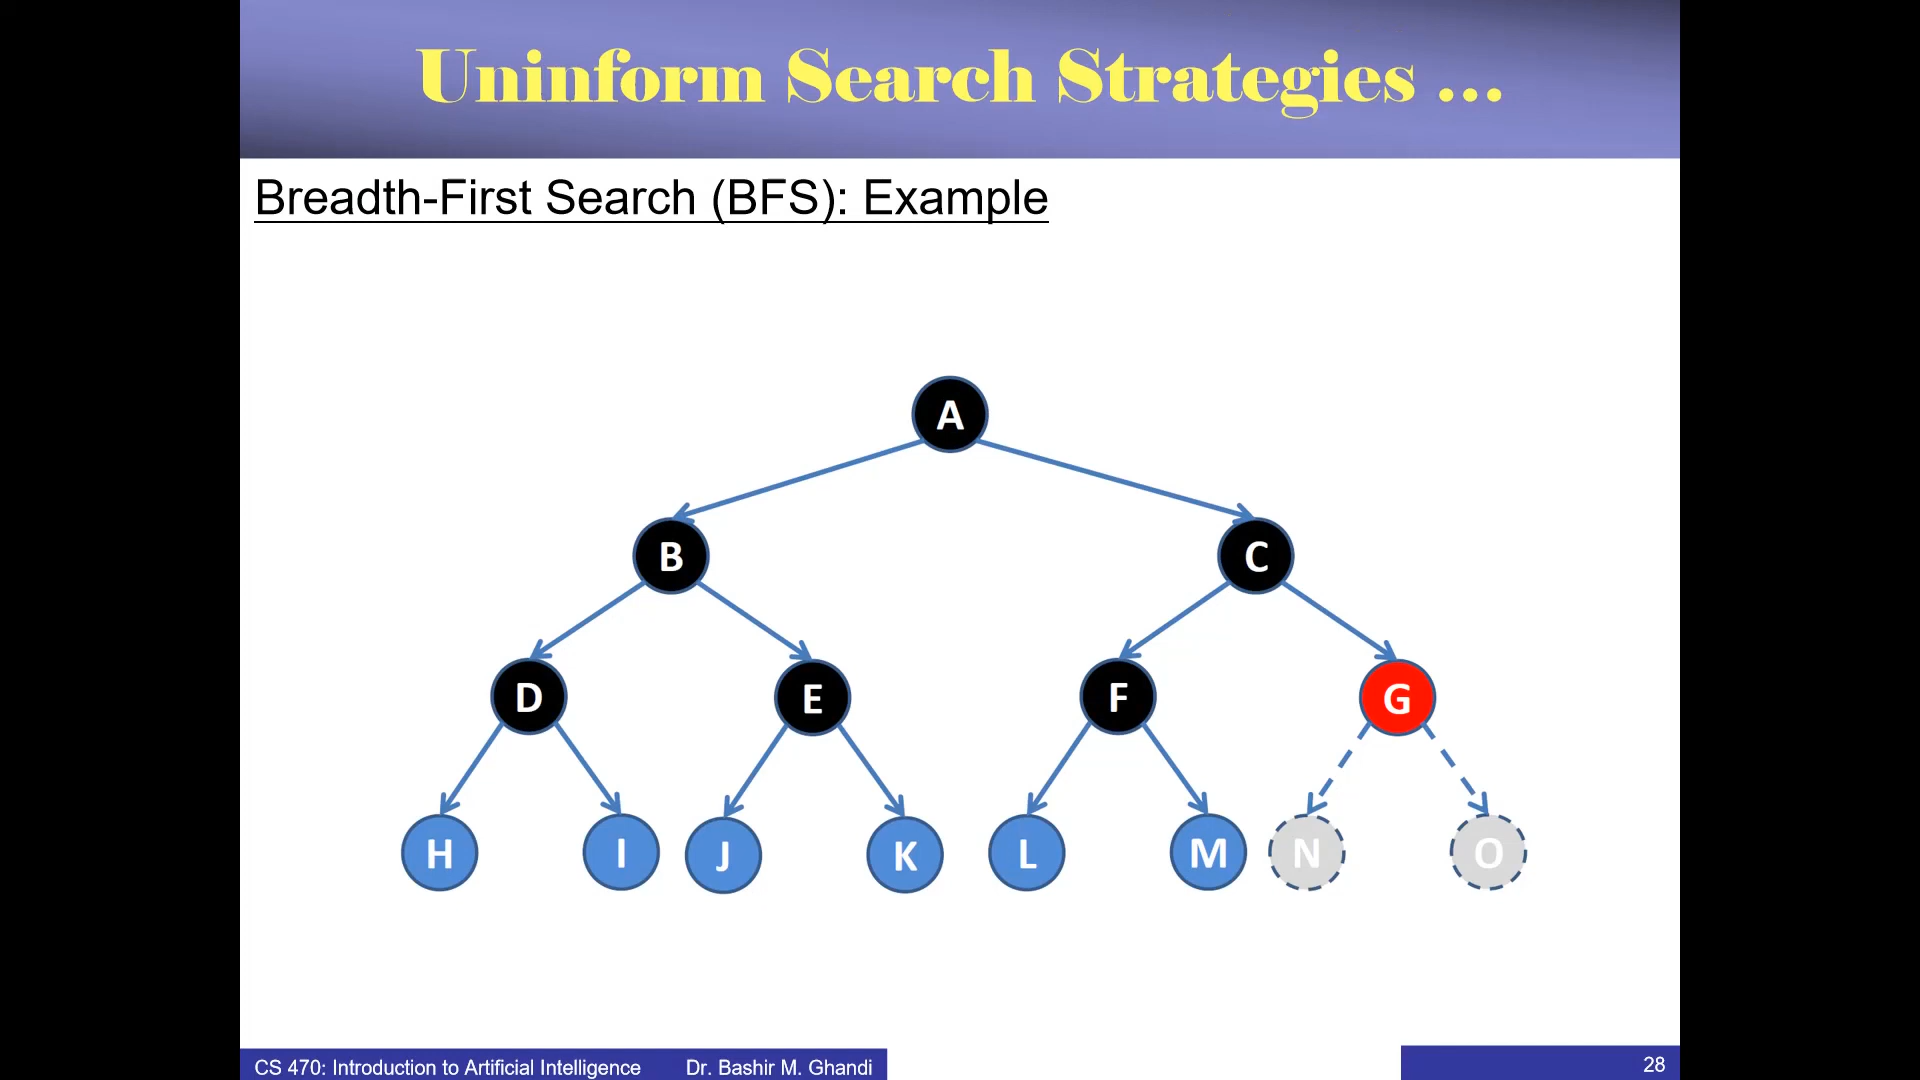 Uninform Search Strategies ...
Breadth-First Search (BFS): Example
A
B
C
D
E
F
G
H
I
J
K
L
M
N
O
CS 470: Introduction to Artificial Intelligence Dr. Bashir M. Ghandi
28